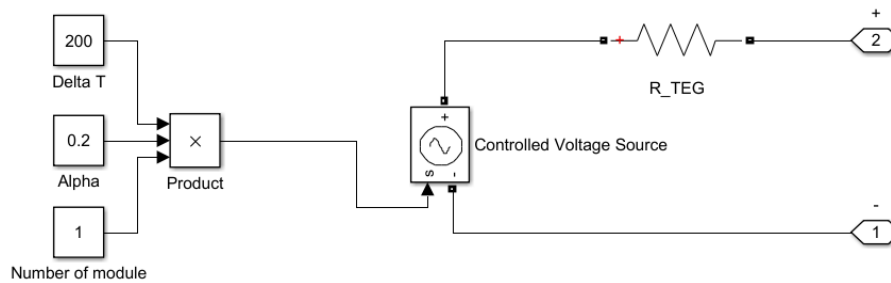 200
Delta T
0.2
Alpha
1
Number of module
×
Product
+
s
-
Controlled Voltage Source
+
R_TEG
+
2
-
1